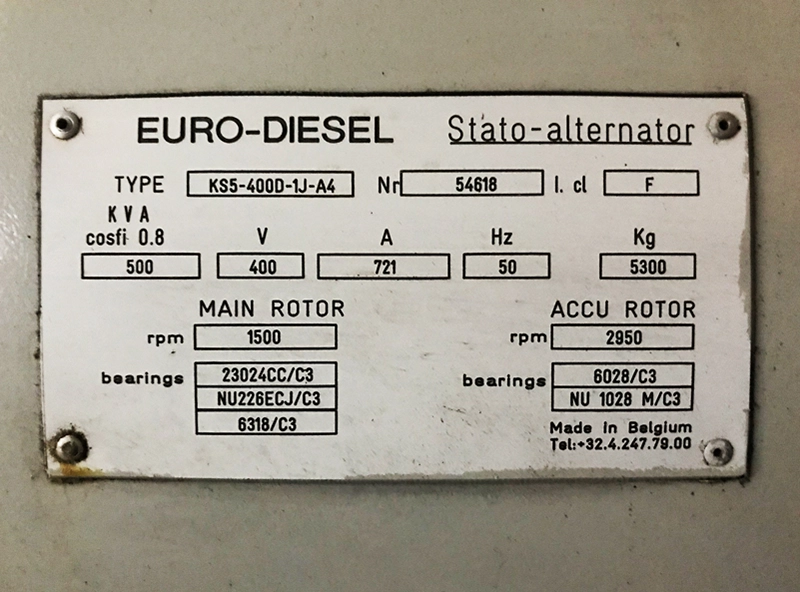 EURO-DIESEL Stato-alternator
TYPE KS5-400D-1J-A4 Nr 54618 I. cl F
KVA
cosfi 0.8 V A Hz Kg
500 400 721 50 5300
MAIN ROTOR ACCU ROTOR
rpm 1500 rpm 2950
bearings 23024CC/C3 bearings 6028/C3
NU226ECJ/C3 NU 1028 M/C3
6318/C3
Made in Belgium
Tel:+32.4.247.79.00